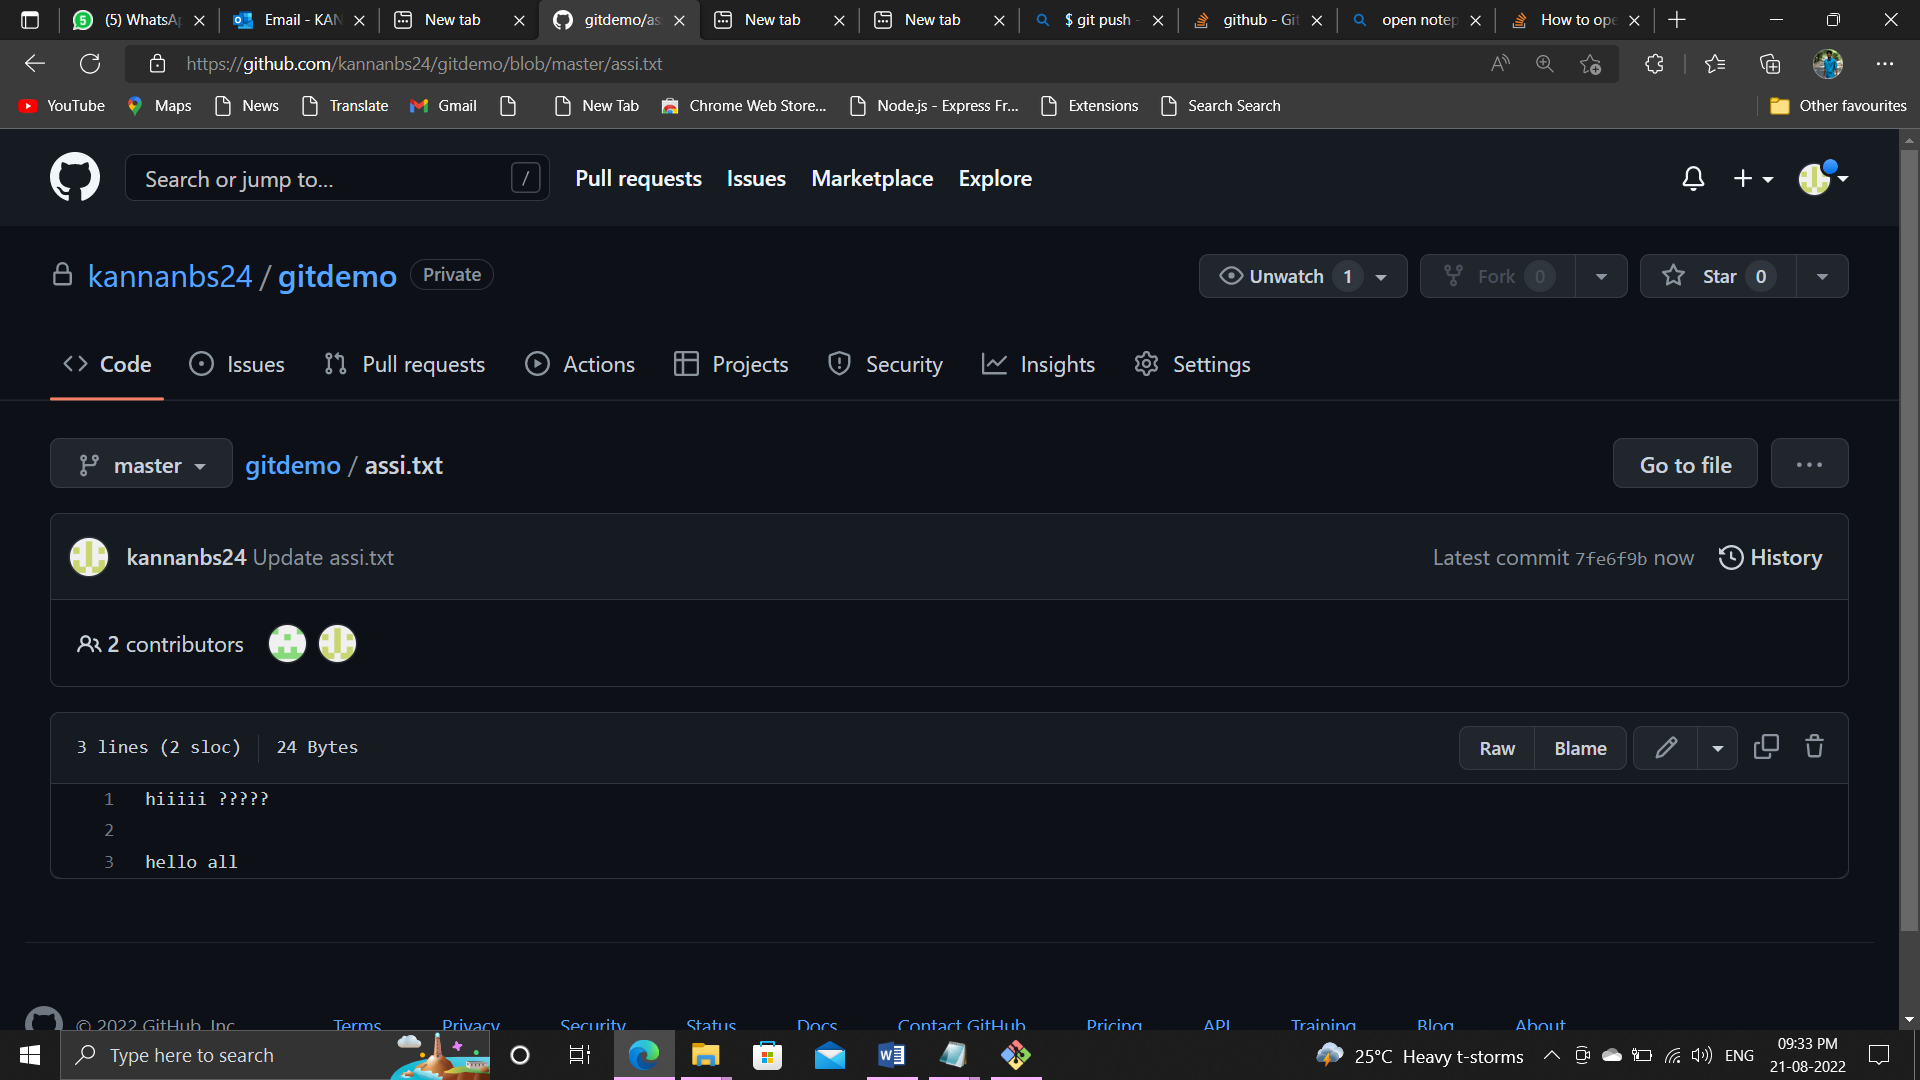 (5) WhatsA
Email - KAN
New tab
gitdemo/as
New tab
New tab
$ git push -
github - Git
open notep
How to ope
https://github.com/kannanbs24/gitdemo/blob/master/assi.txt
YouTube
Maps
News
Translate
Gmail
New Tab
Chrome Web Store...
Node.js - Express Fr...
Extensions
Search Search
Other favourites
Search or jump to...
/
Pull requests
Issues
Marketplace
Explore
kannanbs24 / gitdemo
Private
Unwatch 1
Fork 0
Star 0
Code
Issues
Pull requests
Actions
Projects
Security
Insights
Settings
master
gitdemo / assi.txt
Go to file
kannanbs24 Update assi.txt
Latest commit 7fe6f9b now
History
2 contributors
3 lines (2 sloc)
24 Bytes
Raw
Blame
1 hiiiii ?????
2
3 hello all
© 2022 GitHub, Inc.
Terms
Privacy
Security
Status
Docs
Contact GitHub
Pricing
API
Training
Blog
About
Type here to search
25°C Heavy t-storms
ENG
09:33 PM
21-08-2022